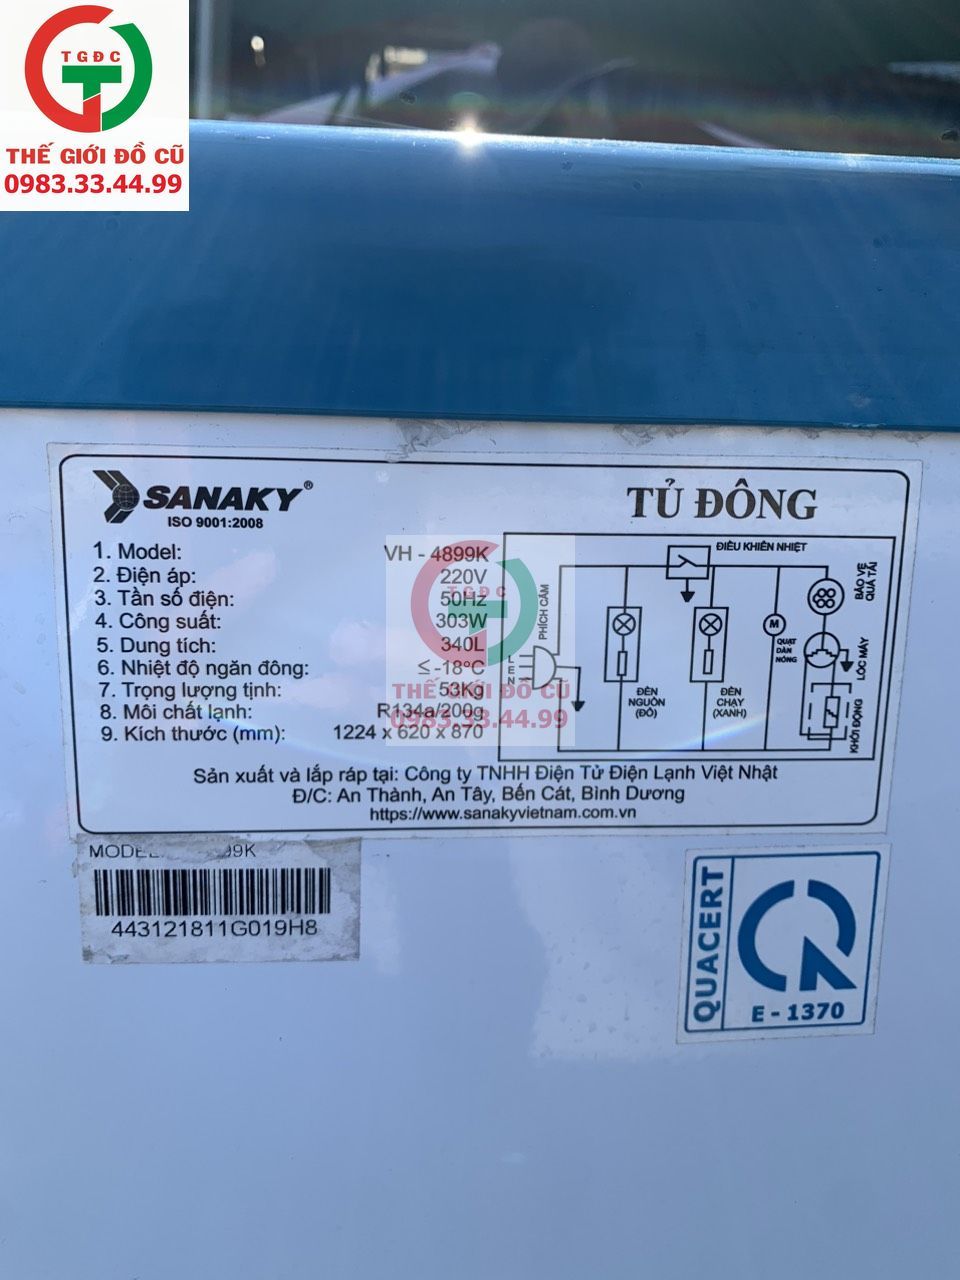 TGĐC
THẾ GIỚI ĐỒ CŨ
0983.33.44.99
SANAKY®
ISO 9001:2008
TỦ ĐÔNG
1. Model: VH - 4899K
2. Điện áp: 220V
3. Tần số điện: 50Hz
4. Công suất: 303W
5. Dung tích: 340L
6. Nhiệt độ ngăn đông: ≤ -18°C
7. Trọng lượng tịnh: 53Kg
8. Môi chất lạnh: R134a/200g
9. Kích thước (mm): 1224 x 620 x 870
ĐIỀU KHIỂN NHIỆT
PHÍCH CẮM
L
E
N
ĐÈN
NGUỒN
(ĐỎ)
ĐÈN
CHẠY
(XANH)
M
QUẠT
DÀN
NÓNG
BẢO VỆ
QUÁ TẢI
LỐC MÁY
KHỞI ĐỘNG
TGĐC
THẾ GIỚI ĐỒ CŨ
0983.33.44.99
Sản xuất và lắp ráp tại: Công ty TNHH Điện Tử Điện Lạnh Việt Nhật
Đ/C: An Thành, An Tây, Bến Cát, Bình Dương
https://www.sanakyvietnam.com.vn
443121811G019H8
QUACERT
E - 1370